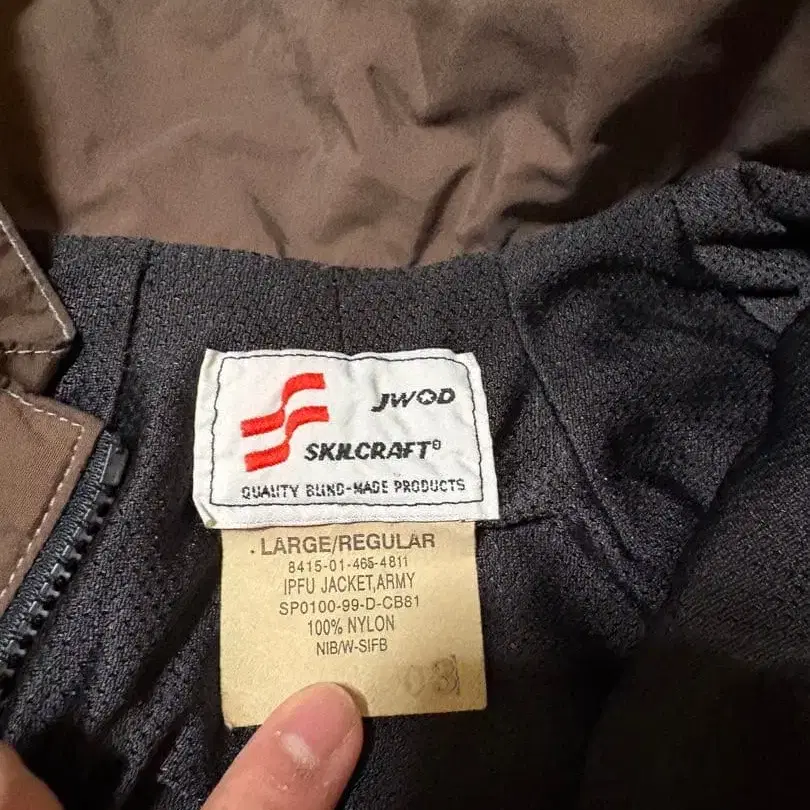 JWOD
SKILCRAFT®
QUALITY BLIND-MADE PRODUCTS
. LARGE/REGULAR
8415-01-465-4811
IPFU JACKET,ARMY
SP0100-99-D-CB81
100% NYLON
NIB/W-SIFB
03